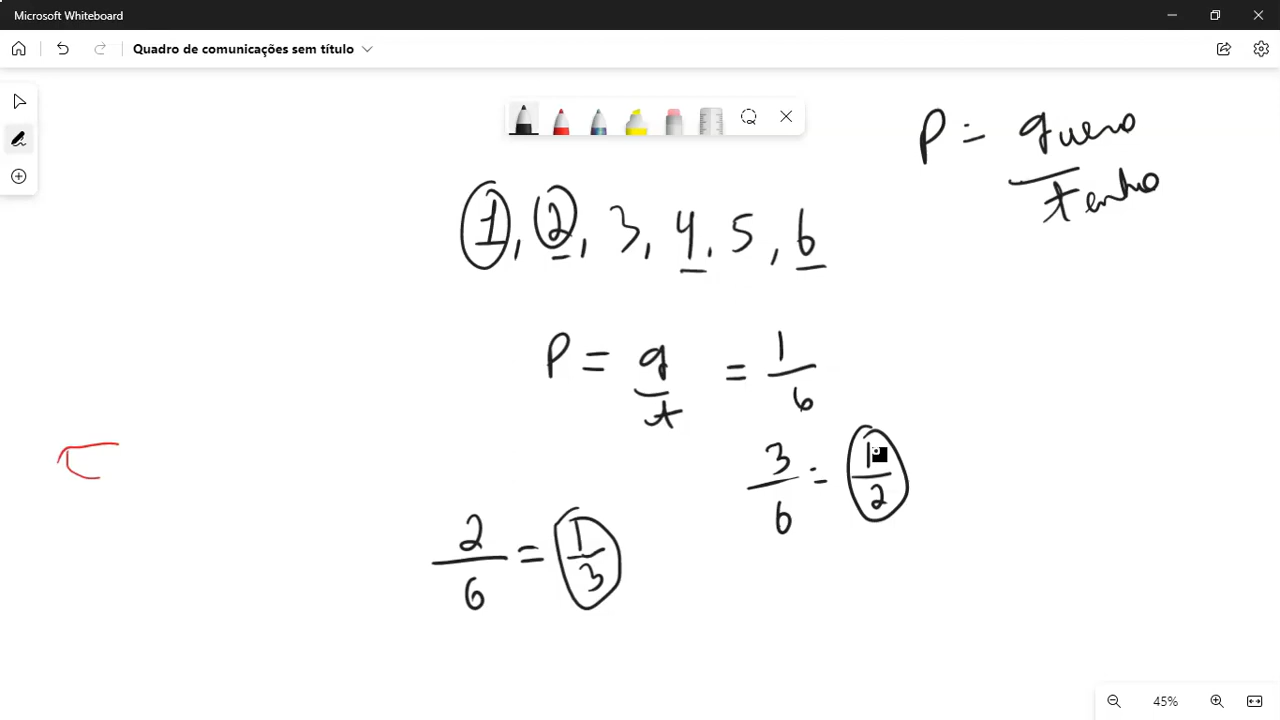 Microsoft Whiteboard
Quadro de comunicações sem título
P = quero
tenho
1, 2, 3, 4, 5, 6
P = q = 1
t 6
3 = 1
6 2
2 = 1
6 3
45%